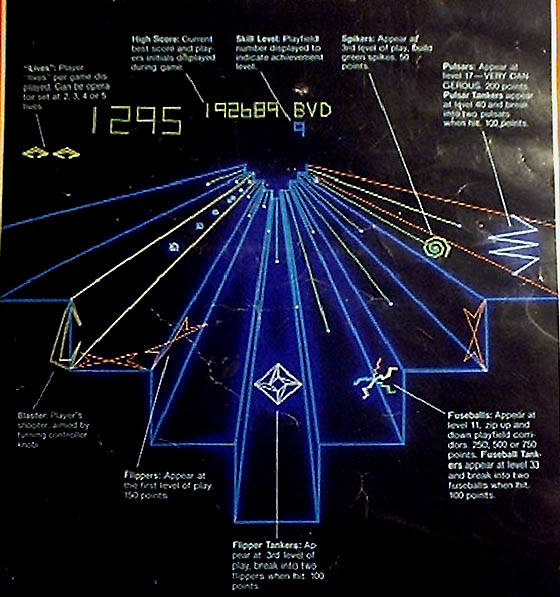 High Score: Current
best score and play-
ers initials displayed
during game.
Skill Level: Playfield
number displayed to
indicate achievement
level.
Spikers: Appear at
3rd level of play, build
green spikes. 50
points.
Pulsars: Appear at
level 17—VERY DAN-
GEROUS. 200 points.
Pulsar Tankers appear
at level 40 and break
into two pulsars
when hit. 100 points.
"Lives": Player
"lives" per game dis
played. Can be opera
tor set at 2, 3, 4 or 5
lives.
1295
192689 BVD
9
Blaster: Player's
shooter, aimed by
turning controller
knob.
Flippers: Appear at
the first level of play.
150 points.
Fuseballs: Appear at
level 11, zip up and
down playfield corri-
dors. 250, 500 or 750
points. Fuseball Tank-
ers appear at level 33
and break into two
fuseballs when hit.
100 points.
Flipper Tankers: Ap-
pear at 3rd level of
play, break into two
flippers when hit. 100
points.